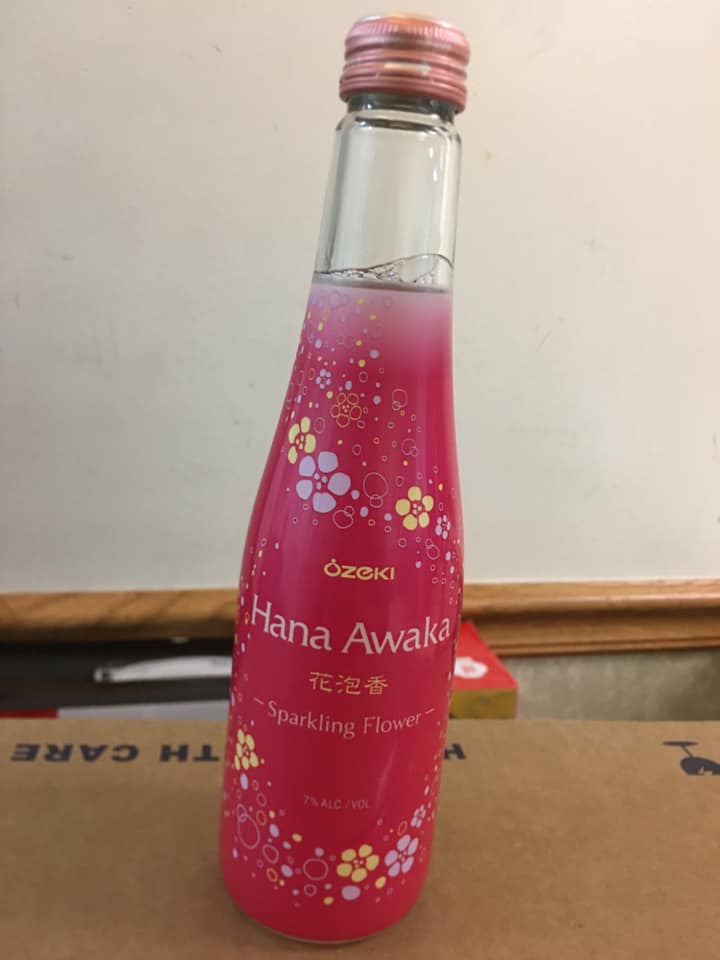 ōzeki
Hana Awaka
花泡香
– Sparkling Flower –
7% ALC./VOL.
TH CARE
H